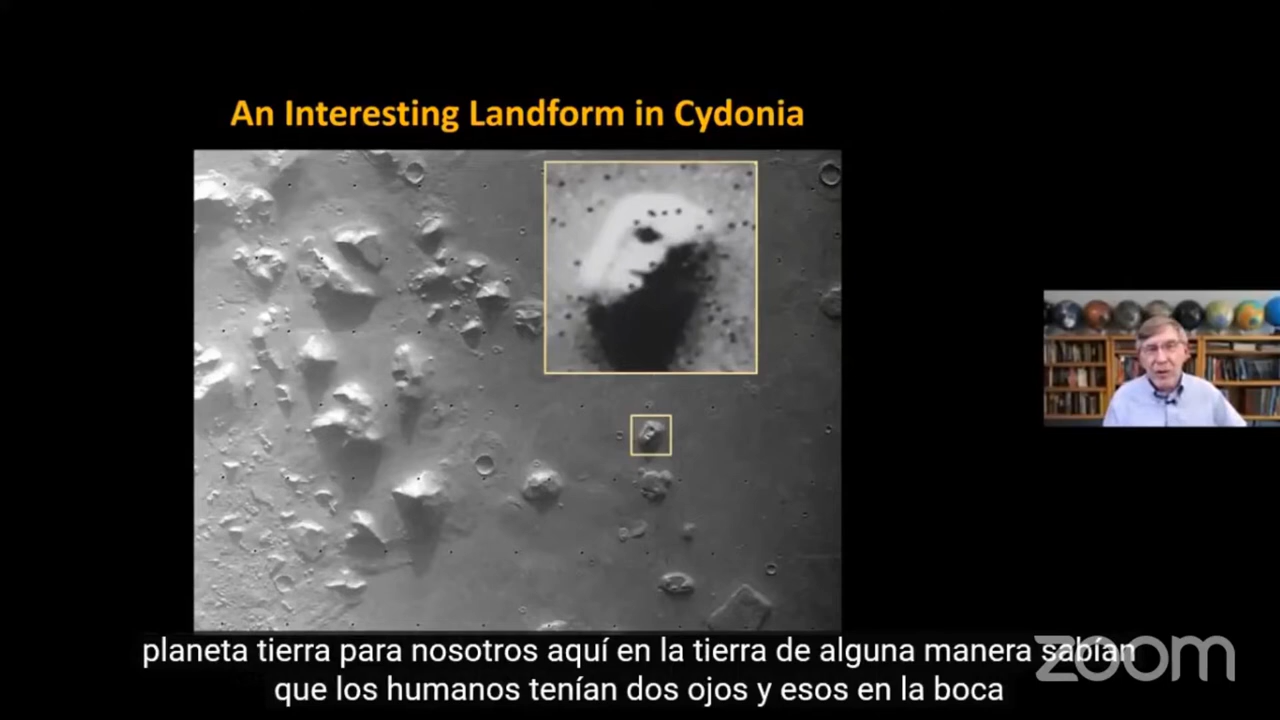 An Interesting Landform in Cydonia
planeta tierra para nosotros aquí en la tierra de alguna manera sabían
que los humanos tenían dos ojos y esos en la boca
zoom